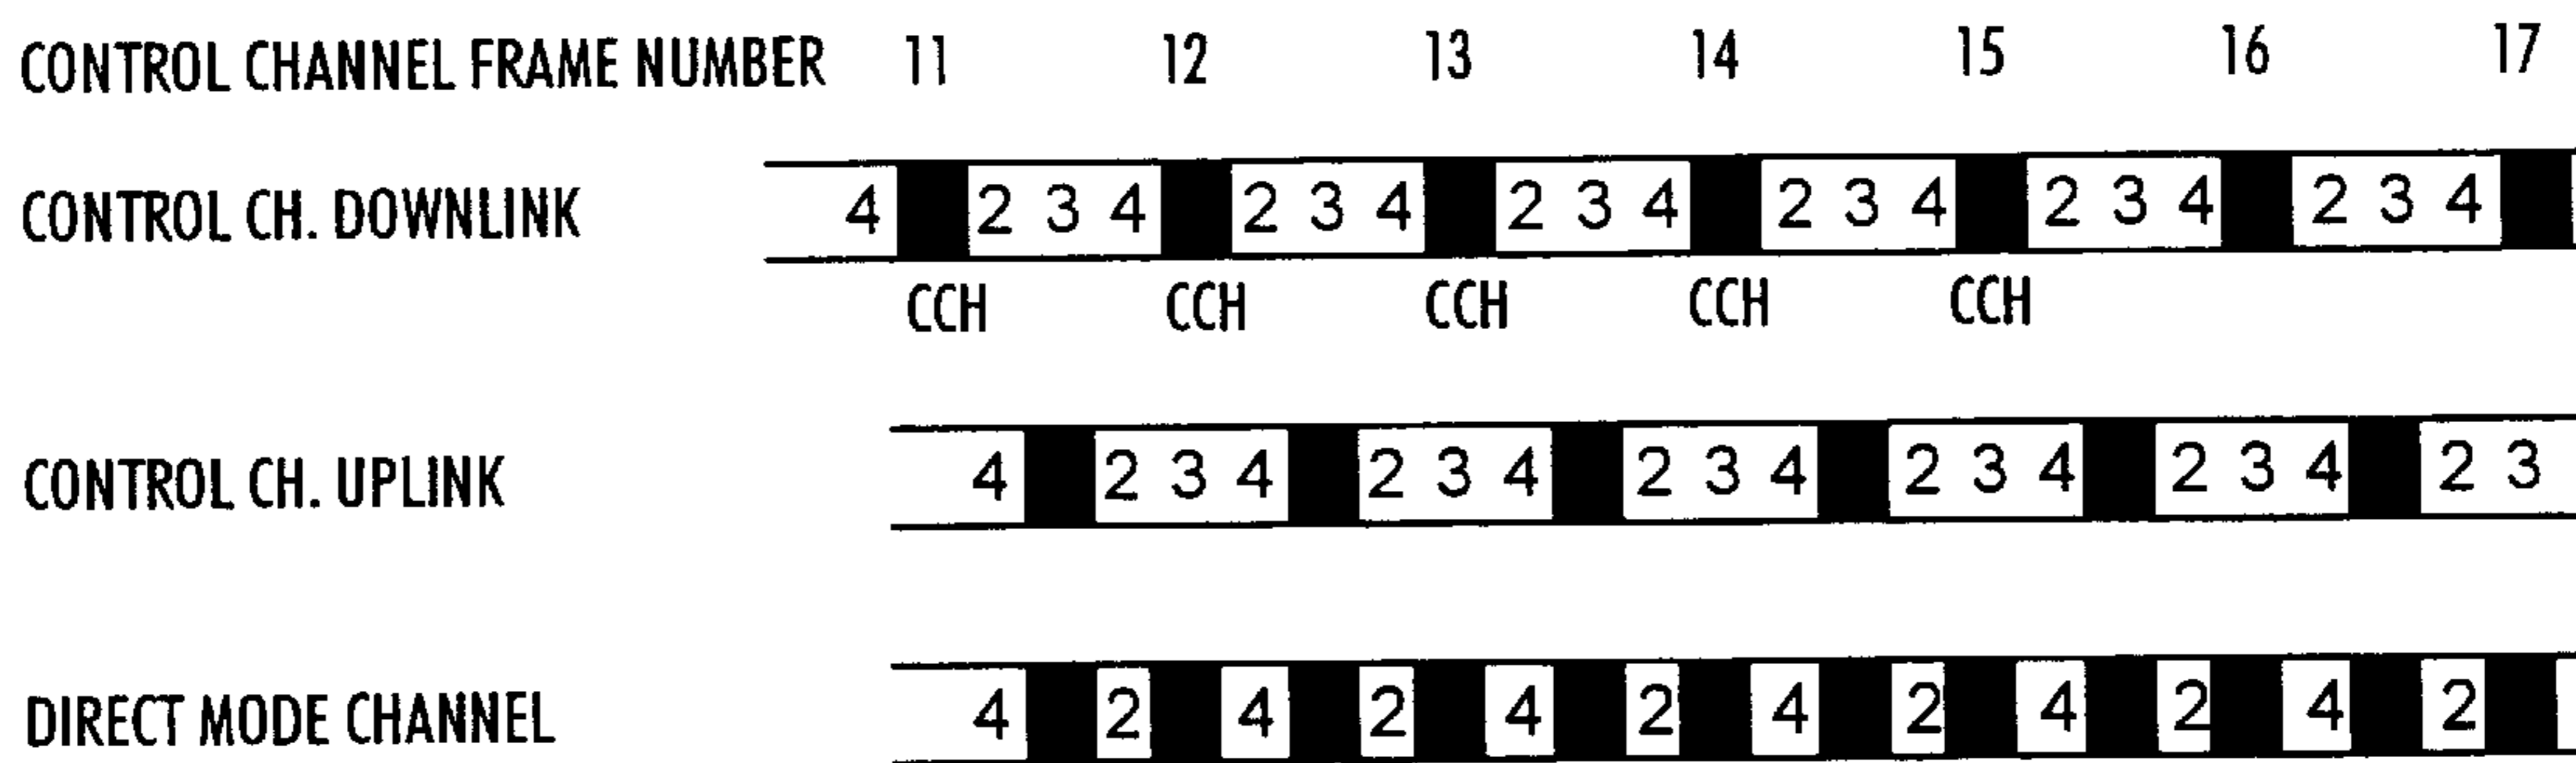 CONTROL CHANNEL FRAME NUMBER 11 12 13 14 15 16 17
CONTROL CH. DOWNLINK 4 2 3 4 2 3 4 2 3 4 2 3 4 2 3 4 2 3 4
CCH CCH CCH CCH CCH
CONTROL CH. UPLINK 4 2 3 4 2 3 4 2 3 4 2 3 4 2 3 4 2 3
DIRECT MODE CHANNEL 4 2 4 2 4 2 4 2 4 2 4 2